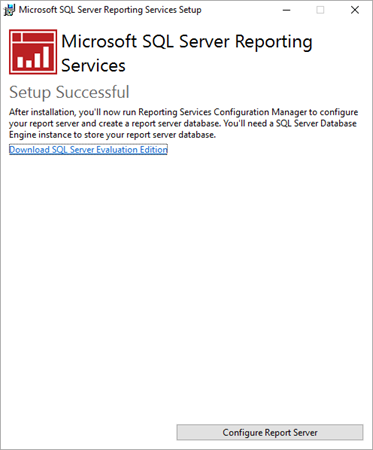 Microsoft SQL Server Reporting Services Setup
Microsoft SQL Server Reporting
Services
Setup Successful
After installation, you'll now run Reporting Services Configuration Manager to configure
your report server and create a report server database. You'll need a SQL Server Database
Engine instance to store your report server database.
Download SQL Server Evaluation Edition
Configure Report Server